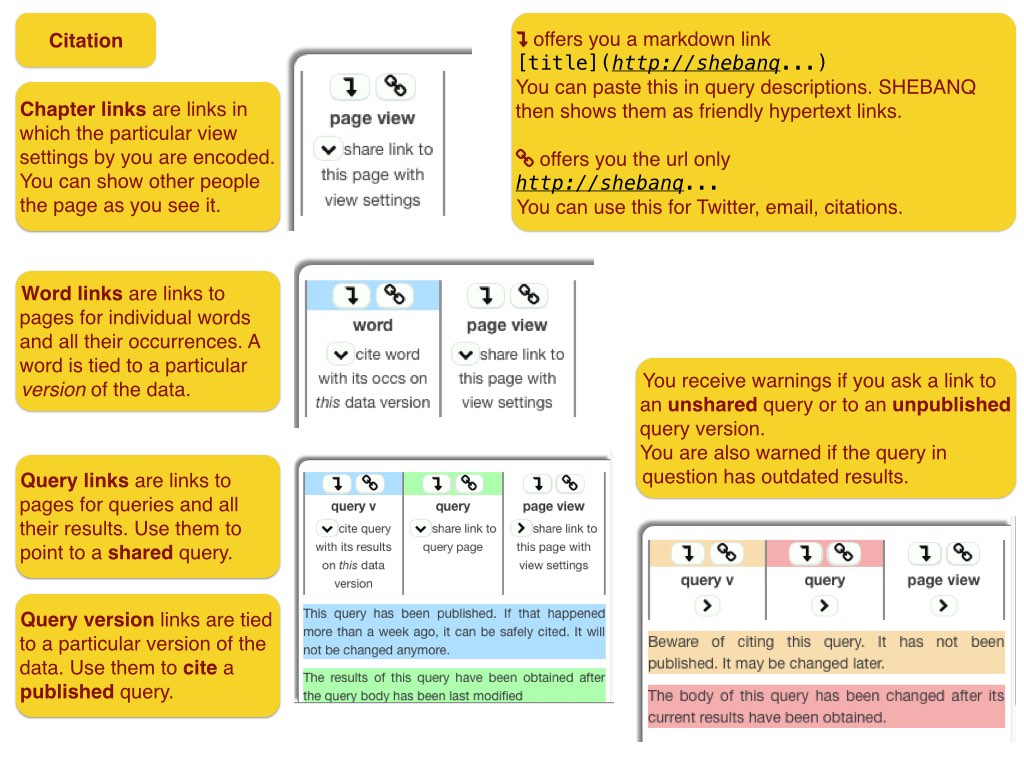 Citation
Chapter links are links in
which the particular view
settings by you are encoded.
You can show other people
the page as you see it.
page view
share link to
this page with
view settings
offers you a markdown link
[title](http://shebanq...)
You can paste this in query descriptions. SHEBANQ
then shows them as friendly hypertext links.
offers you the url only
http://shebanq...
You can use this for Twitter, email, citations.
Word links are links to
pages for individual words
and all their occurrences. A
word is tied to a particular
version of the data.
word
cite word
with its occs on
this data version
page view
share link to
this page with
view settings
You receive warnings if you ask a link to
an unshared query or to an unpublished
query version.
You are also warned if the query in
question has outdated results.
Query links are links to
pages for queries and all
their results. Use them to
point to a shared query.
Query version links are tied
to a particular version of the
data. Use them to cite a
published query.
query v
cite query
with its results
on this data
version
query
share link to
query page
page view
share link to
this page with
view settings
This query has been published. If that happened
more than a week ago, it can be safely cited. It will
not be changed anymore.
The results of this query have been obtained after
the query body has been last modified
query v
query
page view
Beware of citing this query. It has not been
published. It may be changed later.
The body of this query has been changed after its
current results have been obtained.